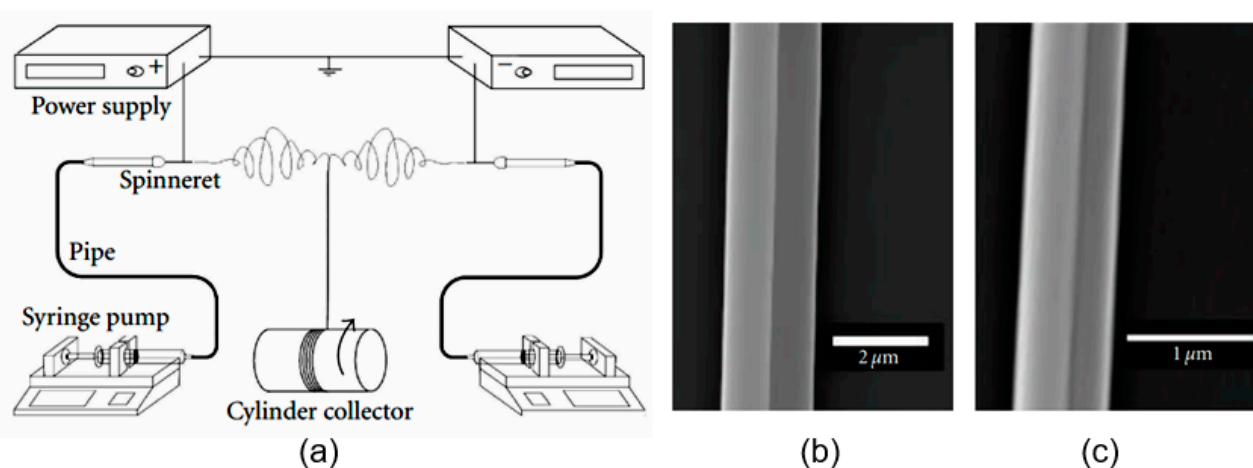 +
−
Power supply
Spinneret
Pipe
Syringe pump
Cylinder collector
2 μm
1 μm
(a)
(b)
(c)